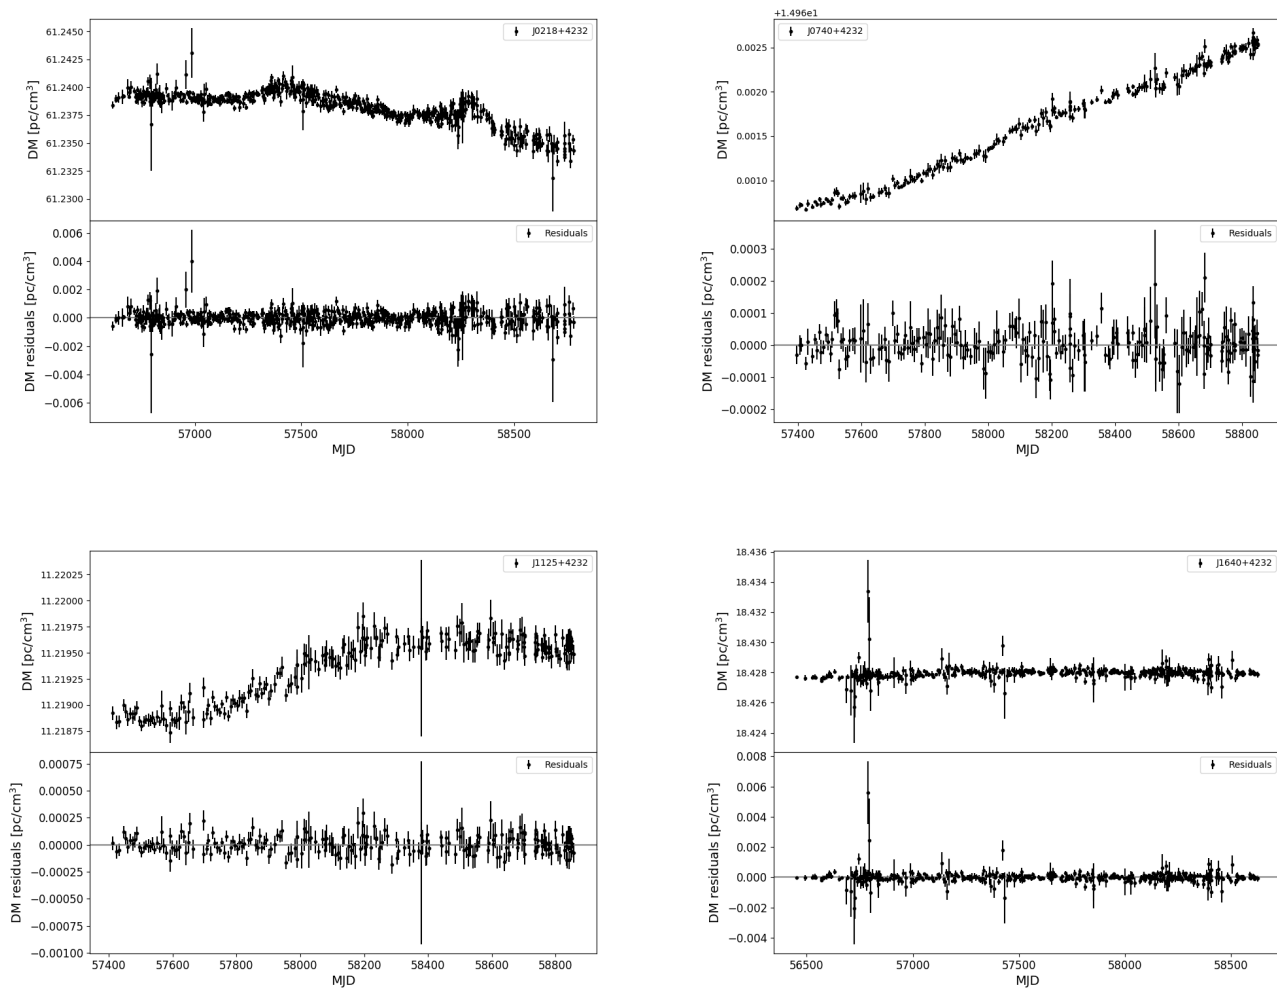 J0218+4232
61.2450
61.2425
61.2400
61.2375
61.2350
61.2325
61.2300
DM [pc/cm³]
Residuals
0.006
0.004
0.002
0.000
−0.002
−0.004
−0.006
DM residuals [pc/cm³]
57000 57500 58000 58500
MJD
+1.496e1
J0740+4232
0.0025
0.0020
0.0015
0.0010
DM [pc/cm³]
Residuals
0.0003
0.0002
0.0001
0.0000
−0.0001
−0.0002
DM residuals [pc/cm³]
57400 57600 57800 58000 58200 58400 58600 58800
MJD
J1125+4232
11.22025
11.22000
11.21975
11.21950
11.21925
11.21900
11.21875
DM [pc/cm³]
Residuals
0.00075
0.00050
0.00025
0.00000
−0.00025
−0.00050
−0.00075
−0.00100
DM residuals [pc/cm³]
57400 57600 57800 58000 58200 58400 58600 58800
MJD
J1640+4232
18.436
18.434
18.432
18.430
18.428
18.426
18.424
DM [pc/cm³]
Residuals
0.008
0.006
0.004
0.002
0.000
−0.002
−0.004
DM residuals [pc/cm³]
56500 57000 57500 58000 58500
MJD